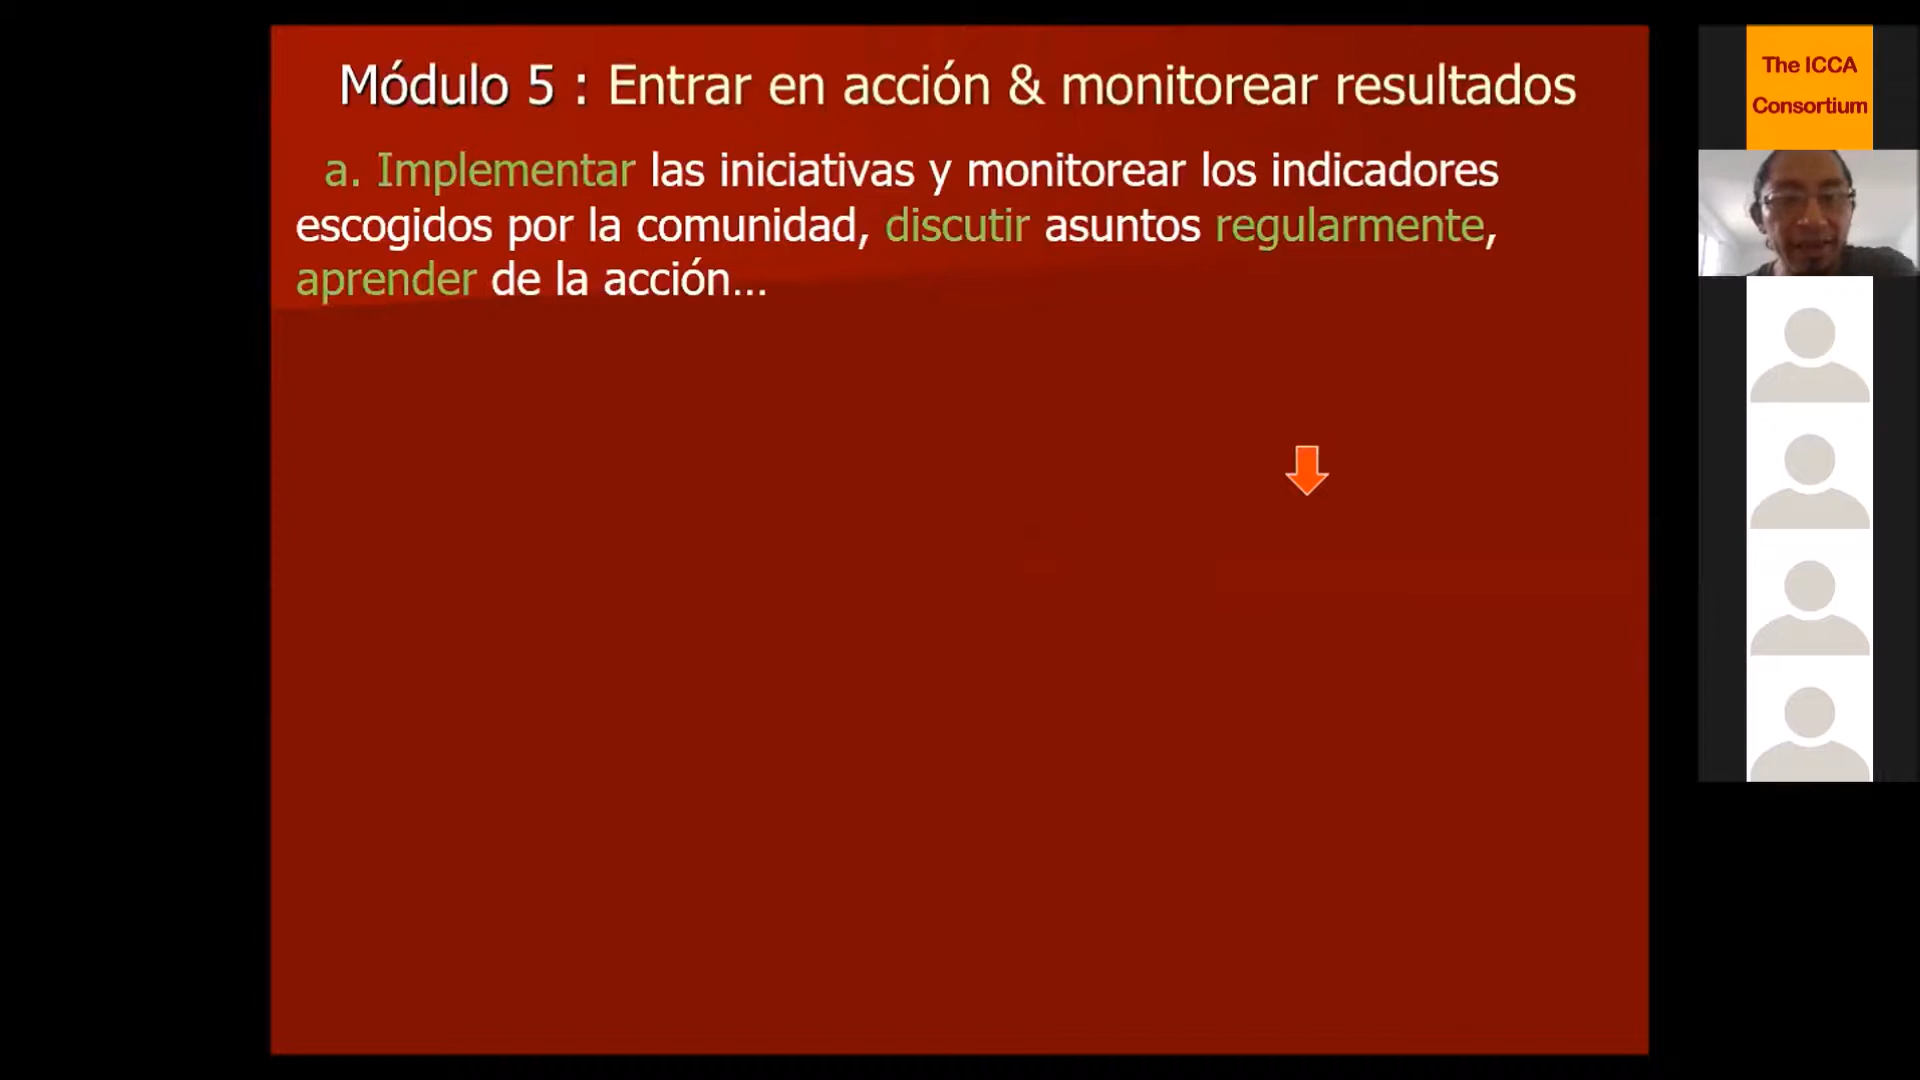 Módulo 5 : Entrar en acción & monitorear resultados
a. Implementar las iniciativas y monitorear los indicadores
escogidos por la comunidad, discutir asuntos regularmente,
aprender de la acción...
The ICCA
Consortium